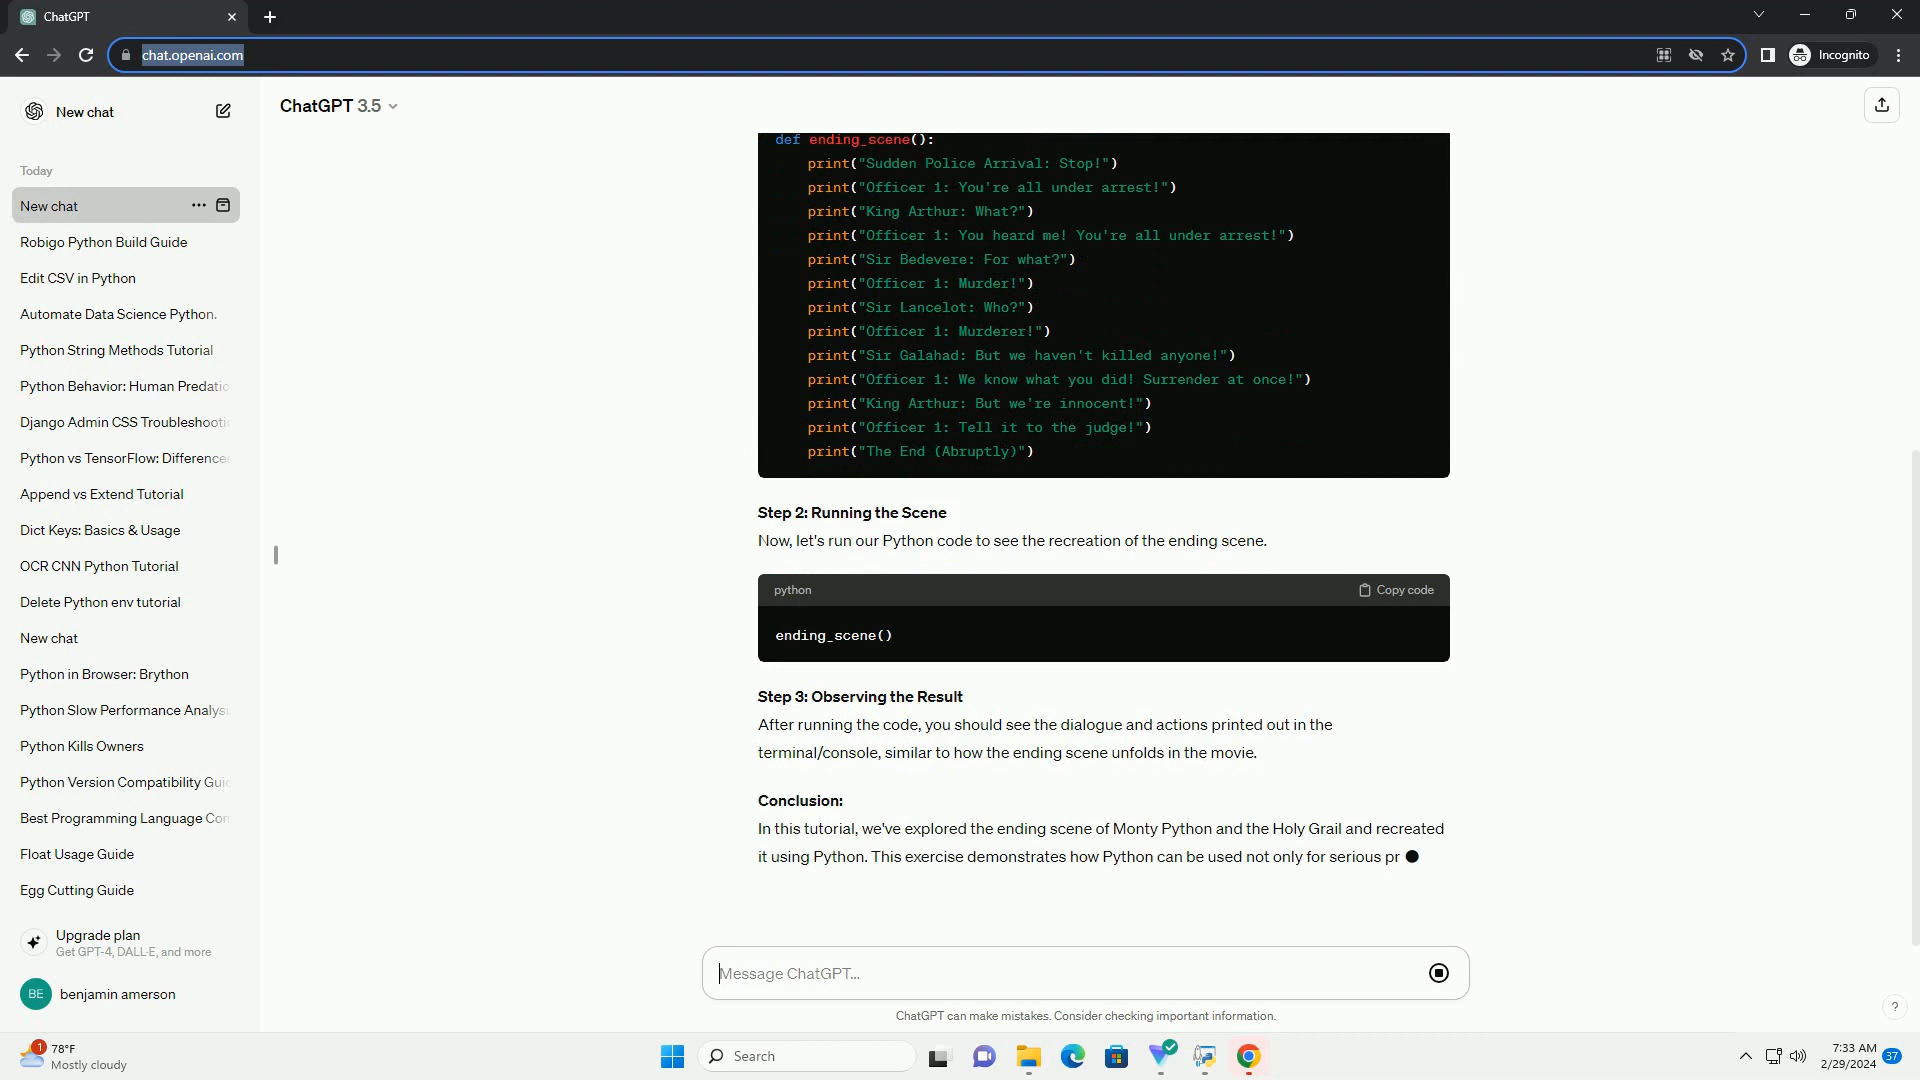 ChatGPT
chat.openai.com
Incognito
New chat
ChatGPT 3.5
Today
New chat
Robigo Python Build Guide
Edit CSV in Python
Automate Data Science Python.
Python String Methods Tutorial
Python Behavior: Human Predatio
Django Admin CSS Troubleshootin
Python vs TensorFlow: Differences
Append vs Extend Tutorial
Dict Keys: Basics & Usage
OCR CNN Python Tutorial
Delete Python env tutorial
New chat
Python in Browser: Brython
Python Slow Performance Analysi
Python Kills Owners
Python Version Compatibility Guid
Best Programming Language Con
Float Usage Guide
Egg Cutting Guide
Upgrade plan
Get GPT-4, DALL·E, and more
BE
benjamin amerson
def ending_scene():
print("Sudden Police Arrival: Stop!")
print("Officer 1: You're all under arrest!")
print("King Arthur: What?")
print("Officer 1: You heard me! You're all under arrest!")
print("Sir Bedevere: For what?")
print("Officer 1: Murder!")
print("Sir Lancelot: Who?")
print("Officer 1: Murderer!")
print("Sir Galahad: But we haven't killed anyone!")
print("Officer 1: We know what you did! Surrender at once!")
print("King Arthur: But we're innocent!")
print("Officer 1: Tell it to the judge!")
print("The End (Abruptly)")
Step 2: Running the Scene
Now, let's run our Python code to see the recreation of the ending scene.
python
Copy code
ending_scene()
Step 3: Observing the Result
After running the code, you should see the dialogue and actions printed out in the
terminal/console, similar to how the ending scene unfolds in the movie.
Conclusion:
In this tutorial, we've explored the ending scene of Monty Python and the Holy Grail and recreated
it using Python. This exercise demonstrates how Python can be used not only for serious pr
Message ChatGPT…
ChatGPT can make mistakes. Consider checking important information.
?
1
78°F
Mostly cloudy
Search
7:33 AM
2/29/2024
37